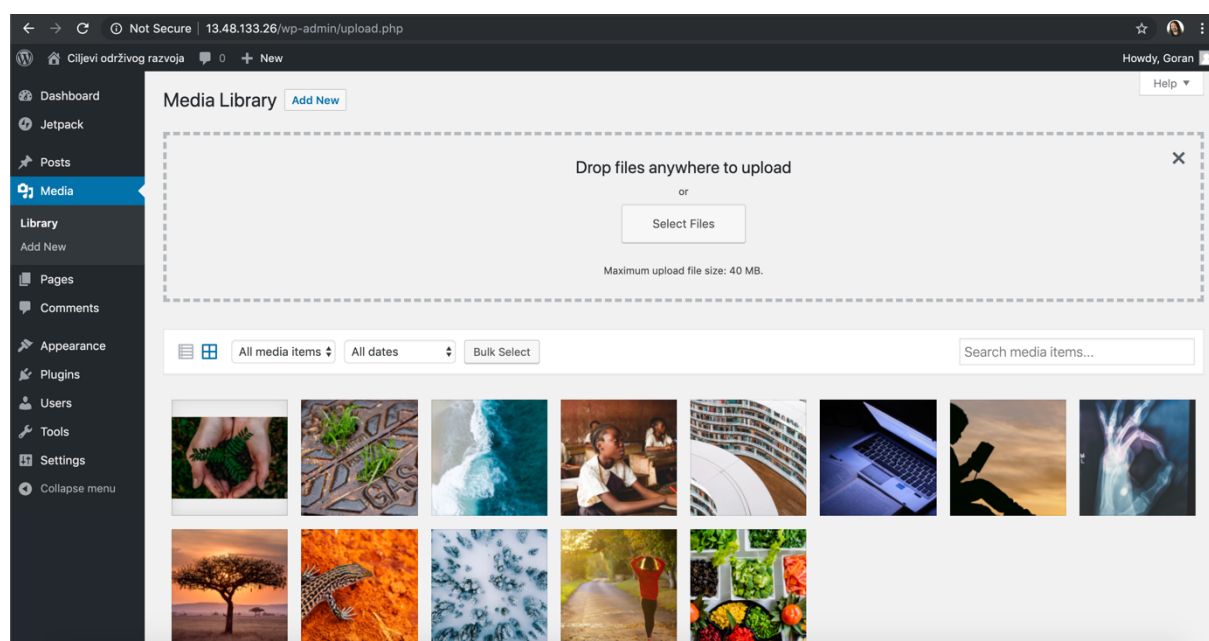 Not Secure | 13.48.133.26/wp-admin/upload.php
Ciljevi održivog razvoja 0 New Howdy, Goran
Help
Dashboard
Jetpack
Posts
Media
Library
Add New
Pages
Comments
Appearance
Plugins
Users
Tools
Settings
Collapse menu
Media Library Add New
Drop files anywhere to upload
or
Select Files
Maximum upload file size: 40 MB.
All media items All dates Bulk Select Search media items...